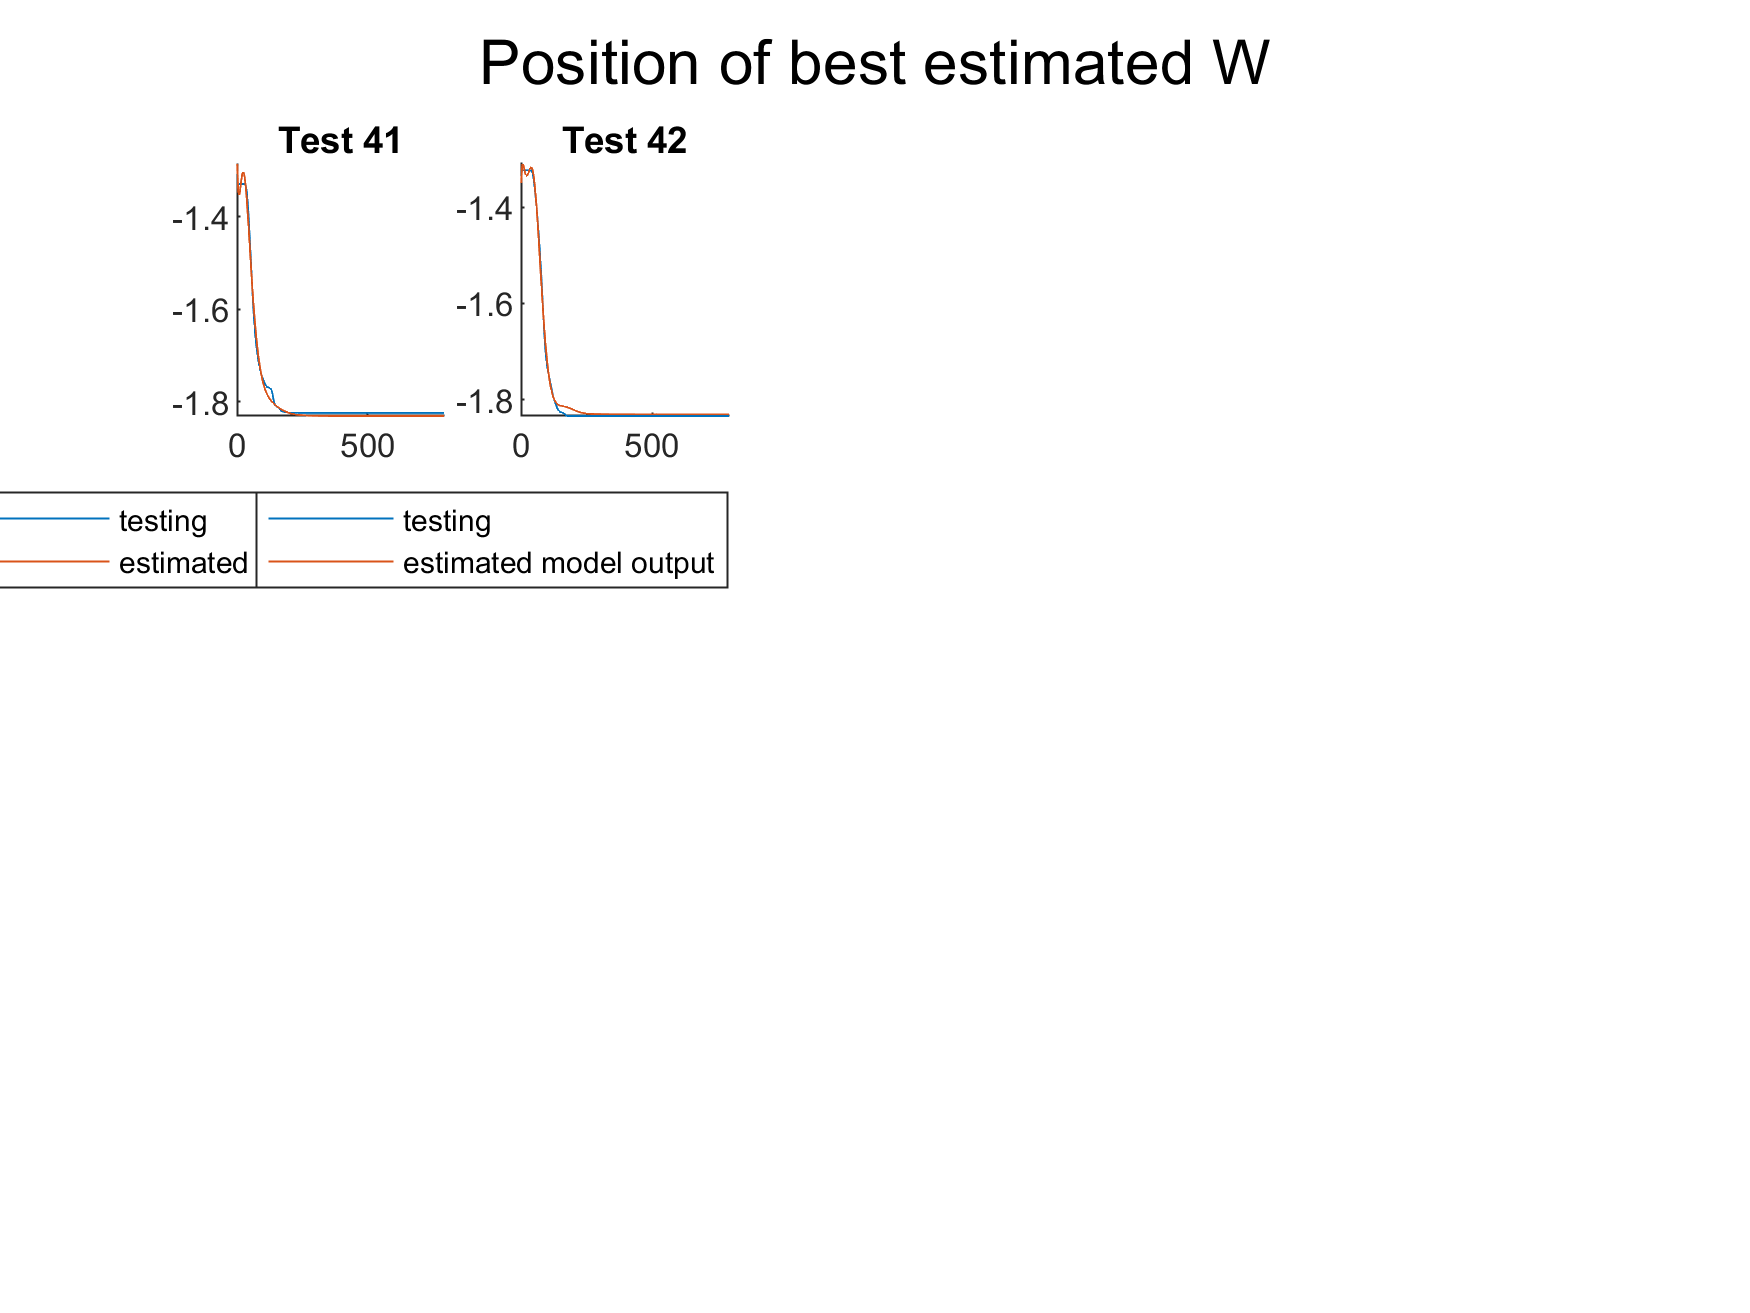 Position of best estimated W
Test 41
-1.4
-1.6
-1.8
0 500
testing
estimated
Test 42
-1.4
-1.6
-1.8
0 500
testing
estimated model output